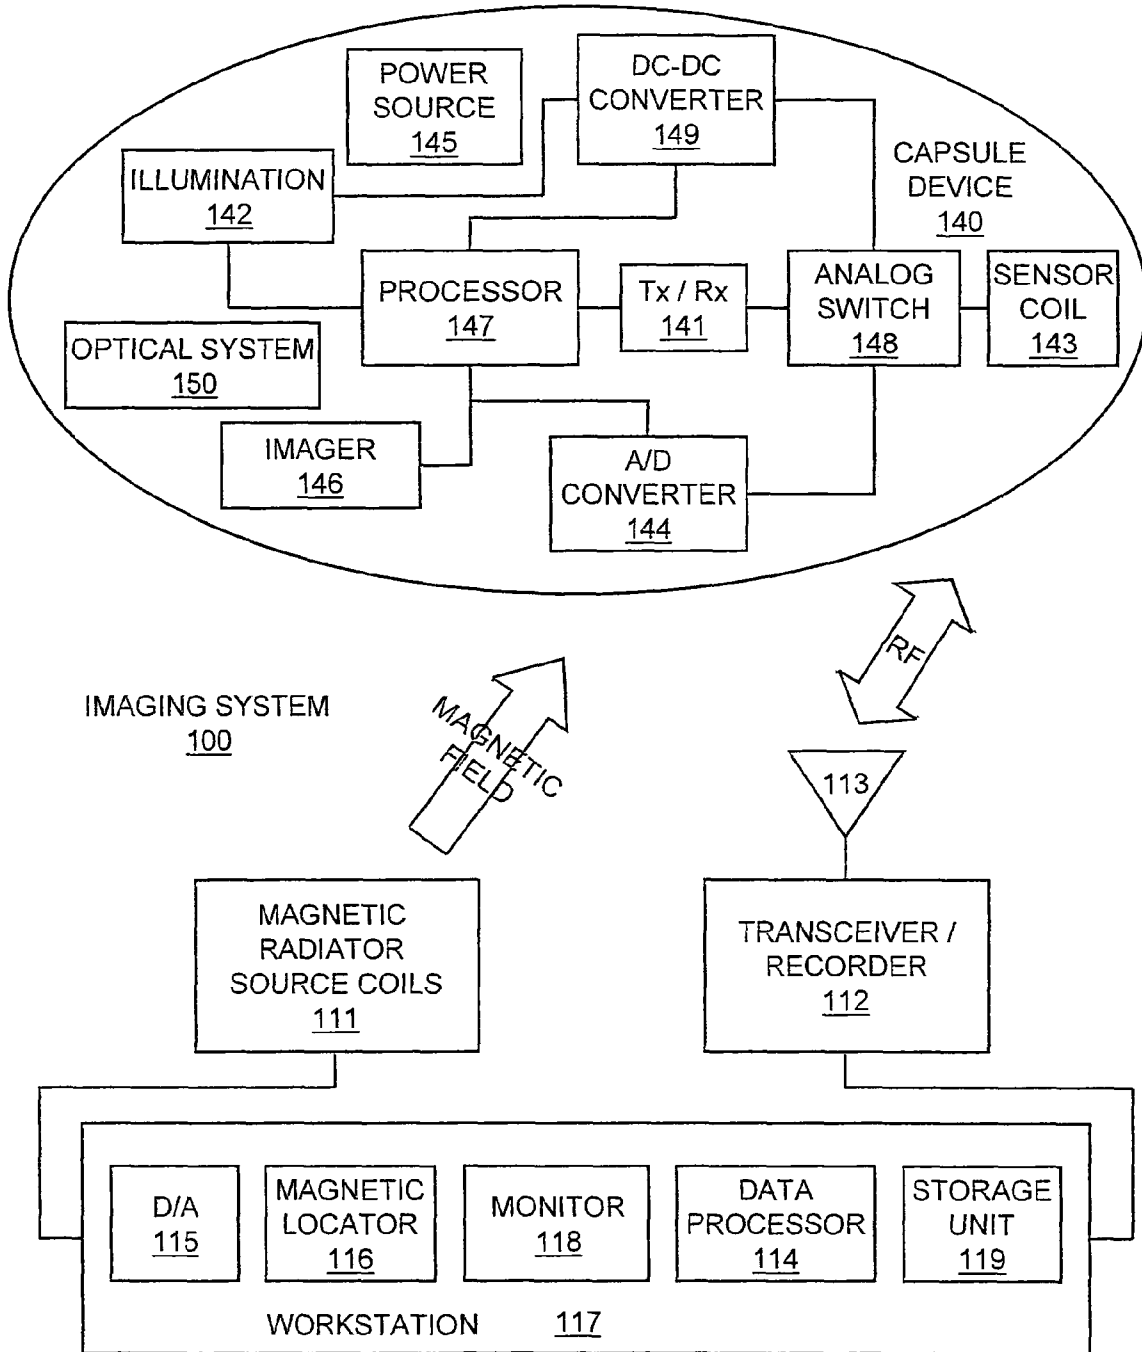 POWER
SOURCE
145
DC-DC
CONVERTER
149
ILLUMINATION
142
CAPSULE
DEVICE
140
PROCESSOR
147
Tx / Rx
141
ANALOG
SWITCH
148
SENSOR
COIL
143
OPTICAL SYSTEM
150
IMAGER
146
A/D
CONVERTER
144
RF
IMAGING SYSTEM
100
MAGNETIC
FIELD
113
MAGNETIC
RADIATOR
SOURCE COILS
111
TRANSCEIVER /
RECORDER
112
D/A
115
MAGNETIC
LOCATOR
116
MONITOR
118
DATA
PROCESSOR
114
STORAGE
UNIT
119
WORKSTATION 117